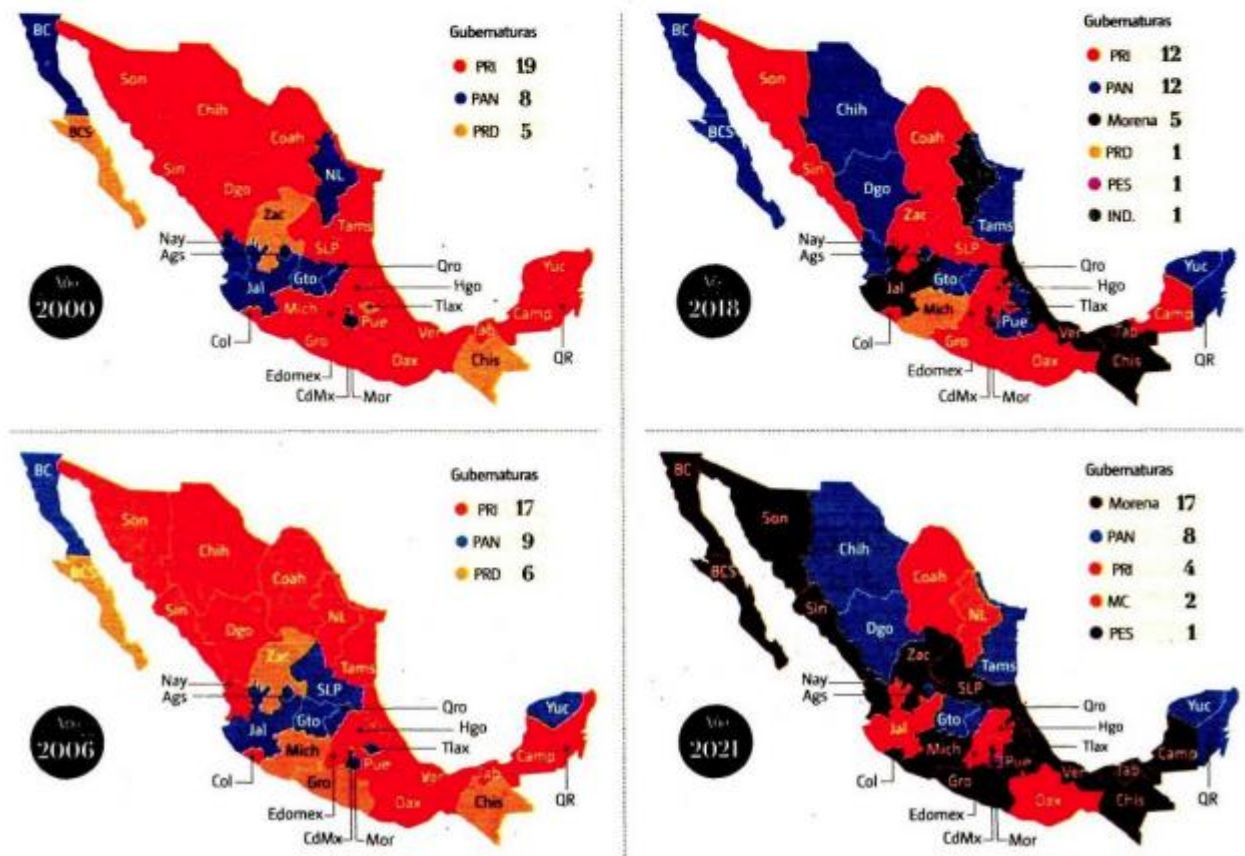 BC
Son
Chih
BCS
Coah
Sin
Dgo
NL
Zac
Tams
Nay
Ags
SLP
Qro
Jal
Gto
Hgo
Yuc
Mich
Tlax
Pue
Camp
Col
Gro
Ver
Tab
Oax
Chis
QR
Edomex
CdMx
Mor
Año
2000
Gubernaturas
PRI 19
PAN 8
PRD 5
BC
Son
Chih
BCS
Coah
Sin
Dgo
Zac
Tams
Nay
Ags
SLP
Qro
Jal
Gto
Hgo
Yuc
Mich
Tlax
Pue
Camp
Col
Gro
Ver
Tab
Oax
Chis
QR
Edomex
CdMx
Mor
Año
2018
Gubernaturas
PRI 12
PAN 12
Morena 5
PRD 1
PES 1
IND. 1
BC
Son
Chih
BCS
Coah
Sin
Dgo
NL
Zac
Tams
Nay
Ags
SLP
Qro
Jal
Gto
Hgo
Yuc
Mich
Tlax
Pue
Camp
Col
Gro
Ver
Tab
Oax
Chis
QR
Edomex
CdMx
Mor
Año
2006
Gubernaturas
PRI 17
PAN 9
PRD 6
BC
Son
Chih
BCS
Coah
Sin
Dgo
NL
Zac
Tams
Nay
Ags
SLP
Qro
Jal
Gto
Hgo
Yuc
Mich
Tlax
Pue
Camp
Col
Gro
Ver
Tab
Oax
Chis
QR
Edomex
CdMx
Mor
Año
2021
Gubernaturas
Morena 17
PAN 8
PRI 4
MC 2
PES 1